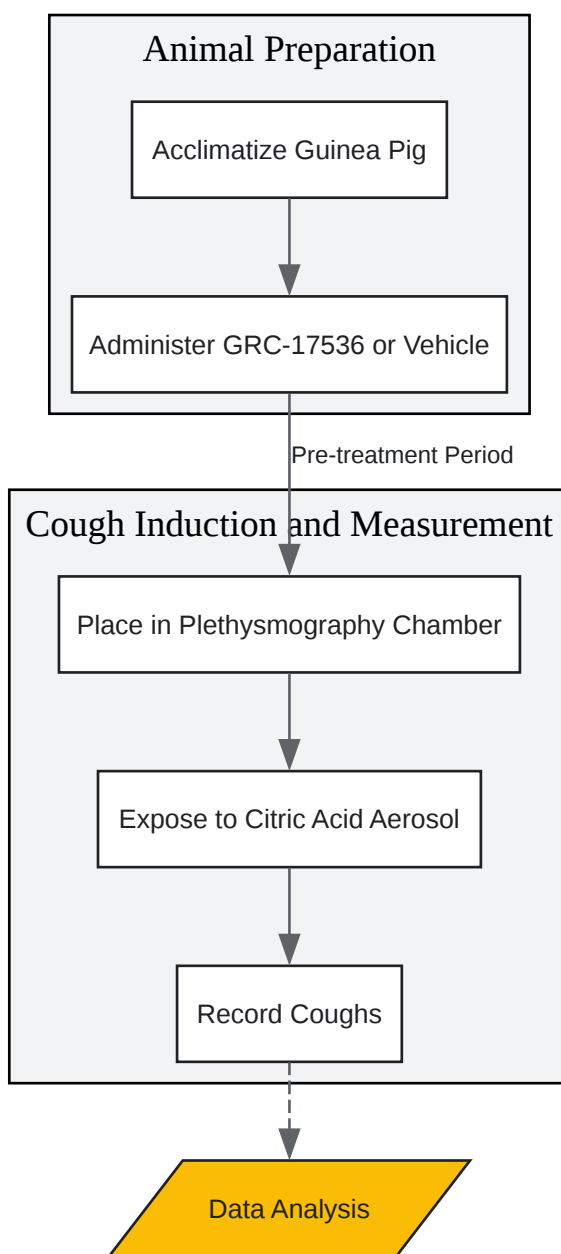 Animal Preparation
Acclimatize Guinea Pig
Administer GRC-17536 or Vehicle
Pre-treatment Period
Cough Induction and Measurement
Place in Plethysmography Chamber
Expose to Citric Acid Aerosol
Record Coughs
Data Analysis